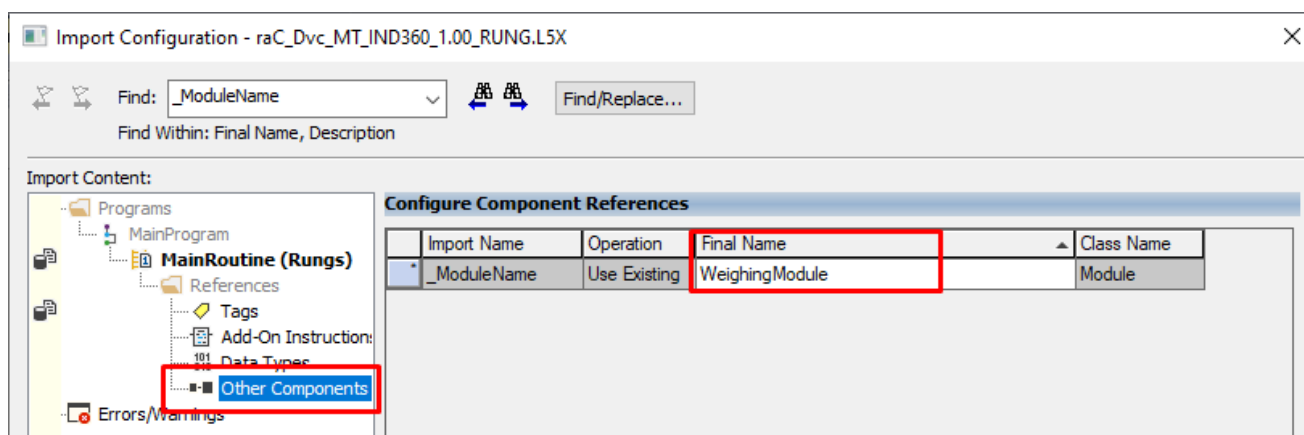 Import Configuration - raC_Dvc_MT_IND360_1.00_RUNG.L5X
Find: _ModuleName Find/Replace...
Find Within: Final Name, Description
Import Content:
Programs
MainProgram
MainRoutine (Rungs)
References
Tags
Add-On Instruction
Data Types
Other Components
Errors/Warnings
Configure Component References
Import Name Operation Final Name Class Name
_ModuleName Use Existing WeighingModule Module